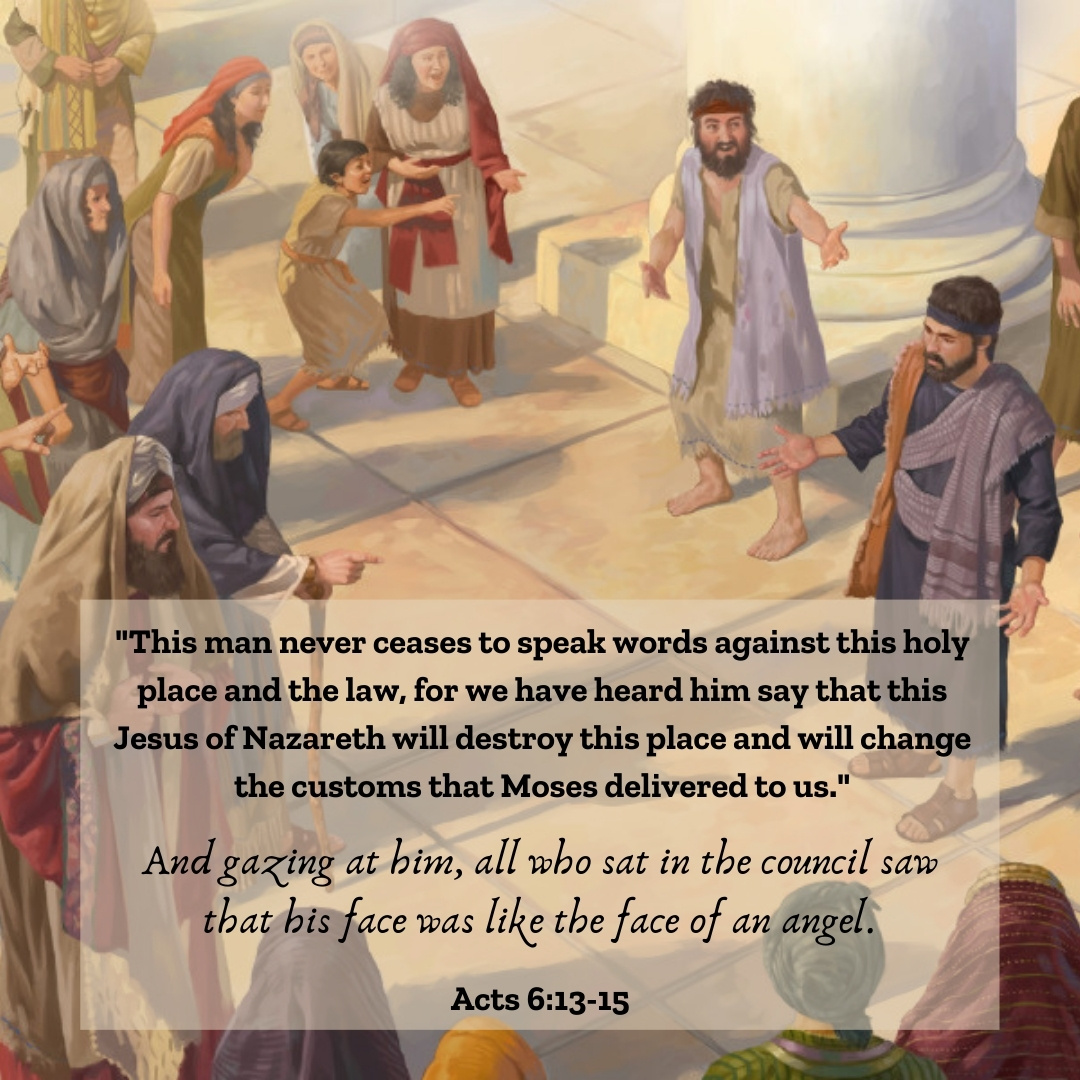 "This man never ceases to speak words against this holy
place and the law, for we have heard him say that this
Jesus of Nazareth will destroy this place and will change
the customs that Moses delivered to us."
And gazing at him, all who sat in the council saw
that his face was like the face of an angel.
Acts 6:13-15